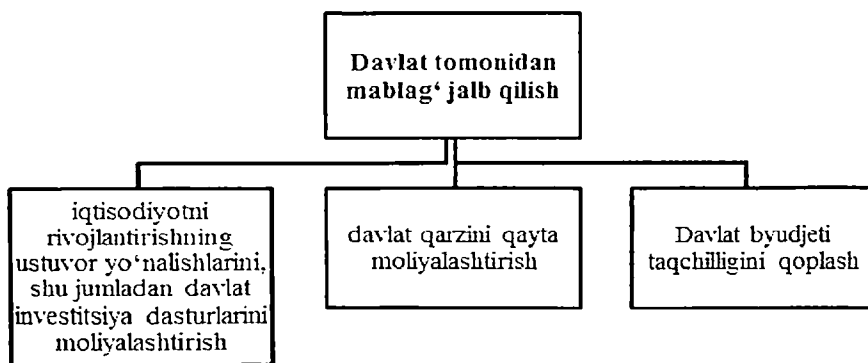 Davlat tomonidan
mablag‘ jalb qilish
iqtisodiyotni
rivojlantirishning
ustuvor yo‘nalishlarini,
shu jumladan davlat
investitsiya dasturlarini
moliyalashtirish
davlat qarzini qayta
moliyalashtirish
Davlat byudjeti
taqchilligini qoplash